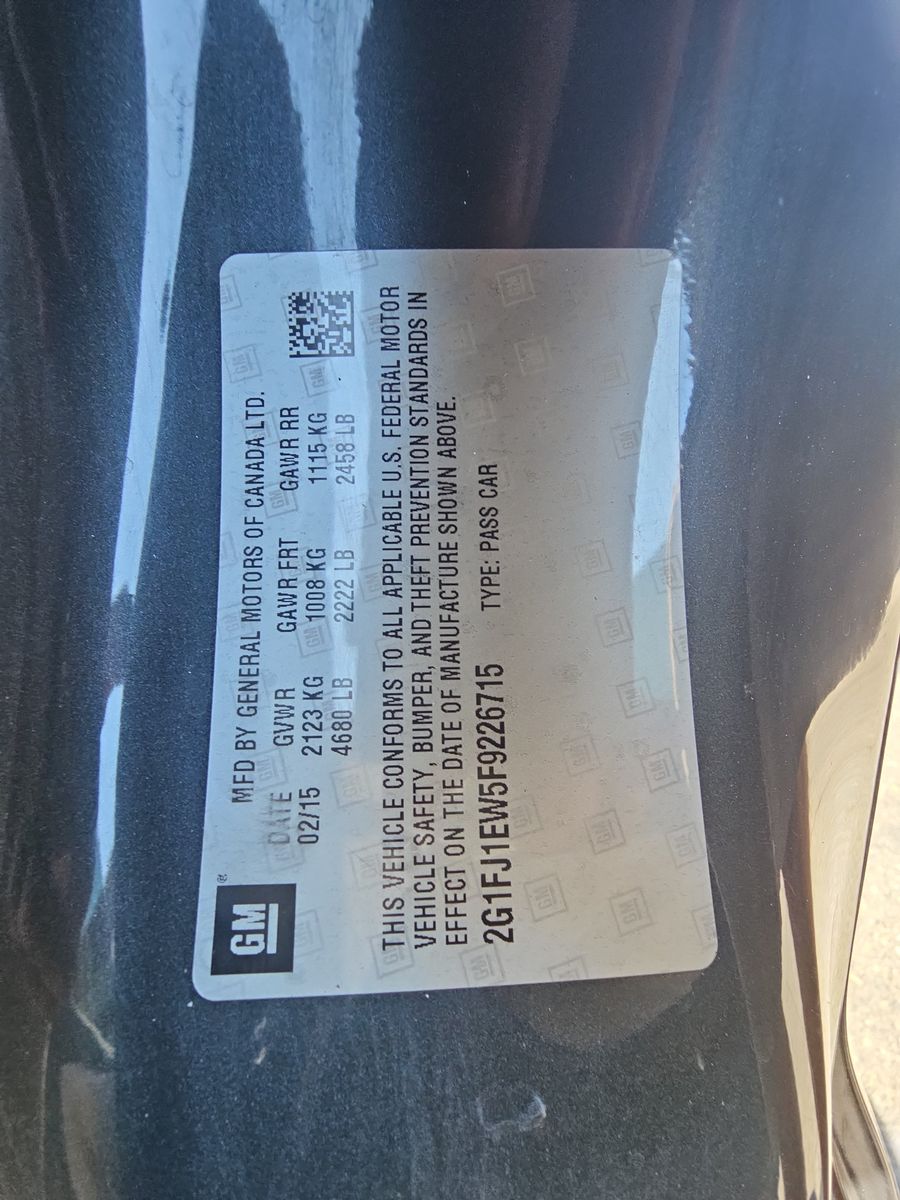 GM®
MFD BY GENERAL MOTORS OF CANADA LTD.
DATE GVWR GAWR FRT GAWR RR
02/15 2123 KG 1008 KG 1115 KG
4680 LB 2222 LB 2458 LB
THIS VEHICLE CONFORMS TO ALL APPLICABLE U.S. FEDERAL MOTOR
VEHICLE SAFETY, BUMPER, AND THEFT PREVENTION STANDARDS IN
EFFECT ON THE DATE OF MANUFACTURE SHOWN ABOVE.
2G1FJ1EW5F9226715 TYPE: PASS CAR